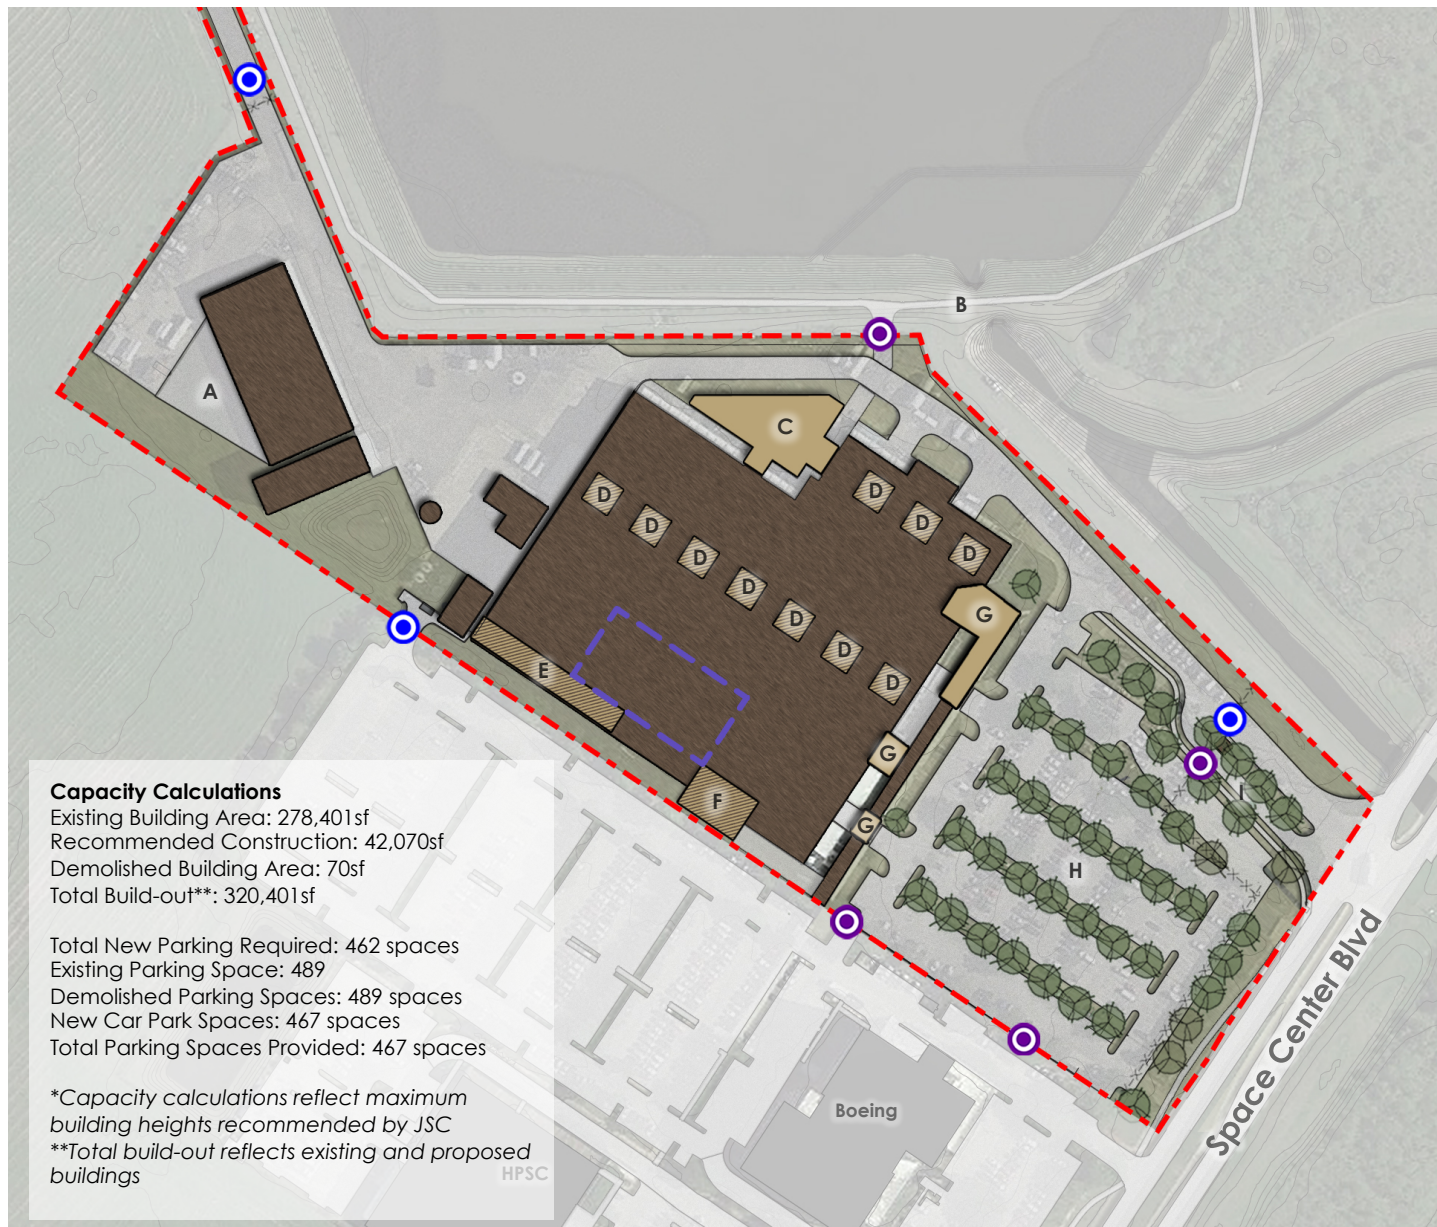 B
A
C
D
D
D
D
D
D
D
D
D
D
G
E
G
F
G
I
H
Space Center Blvd
Boeing
HPSC
Capacity Calculations
Existing Building Area: 278,401sf
Recommended Construction: 42,070sf
Demolished Building Area: 70sf
Total Build-out**: 320,401sf
Total New Parking Required: 462 spaces
Existing Parking Space: 489
Demolished Parking Spaces: 489 spaces
New Car Park Spaces: 467 spaces
Total Parking Spaces Provided: 467 spaces
*Capacity calculations reflect maximum
building heights recommended by JSC
**Total build-out reflects existing and proposed
buildings